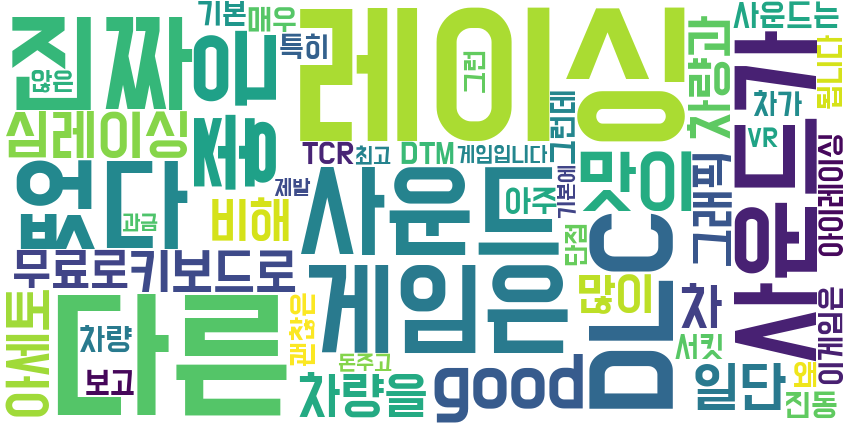 진짜
인
레이싱
기본
매우
특히
않은
그런
사운드는
차량과
차가
됩니다
VR
심레이싱
좋
TCR
최고
DTM
게임입니다
그런데
사운드가
없다
과금
비해
제발
사운드
아주
기본에
맛이
그래픽
아이레이싱
단점
무료로
키보드로
다른
게임은
DLC
많이
차
이게임은
아세토
차량
보고
괜찮은
돈주고
차량을
good
서킷
일단
왜
진동